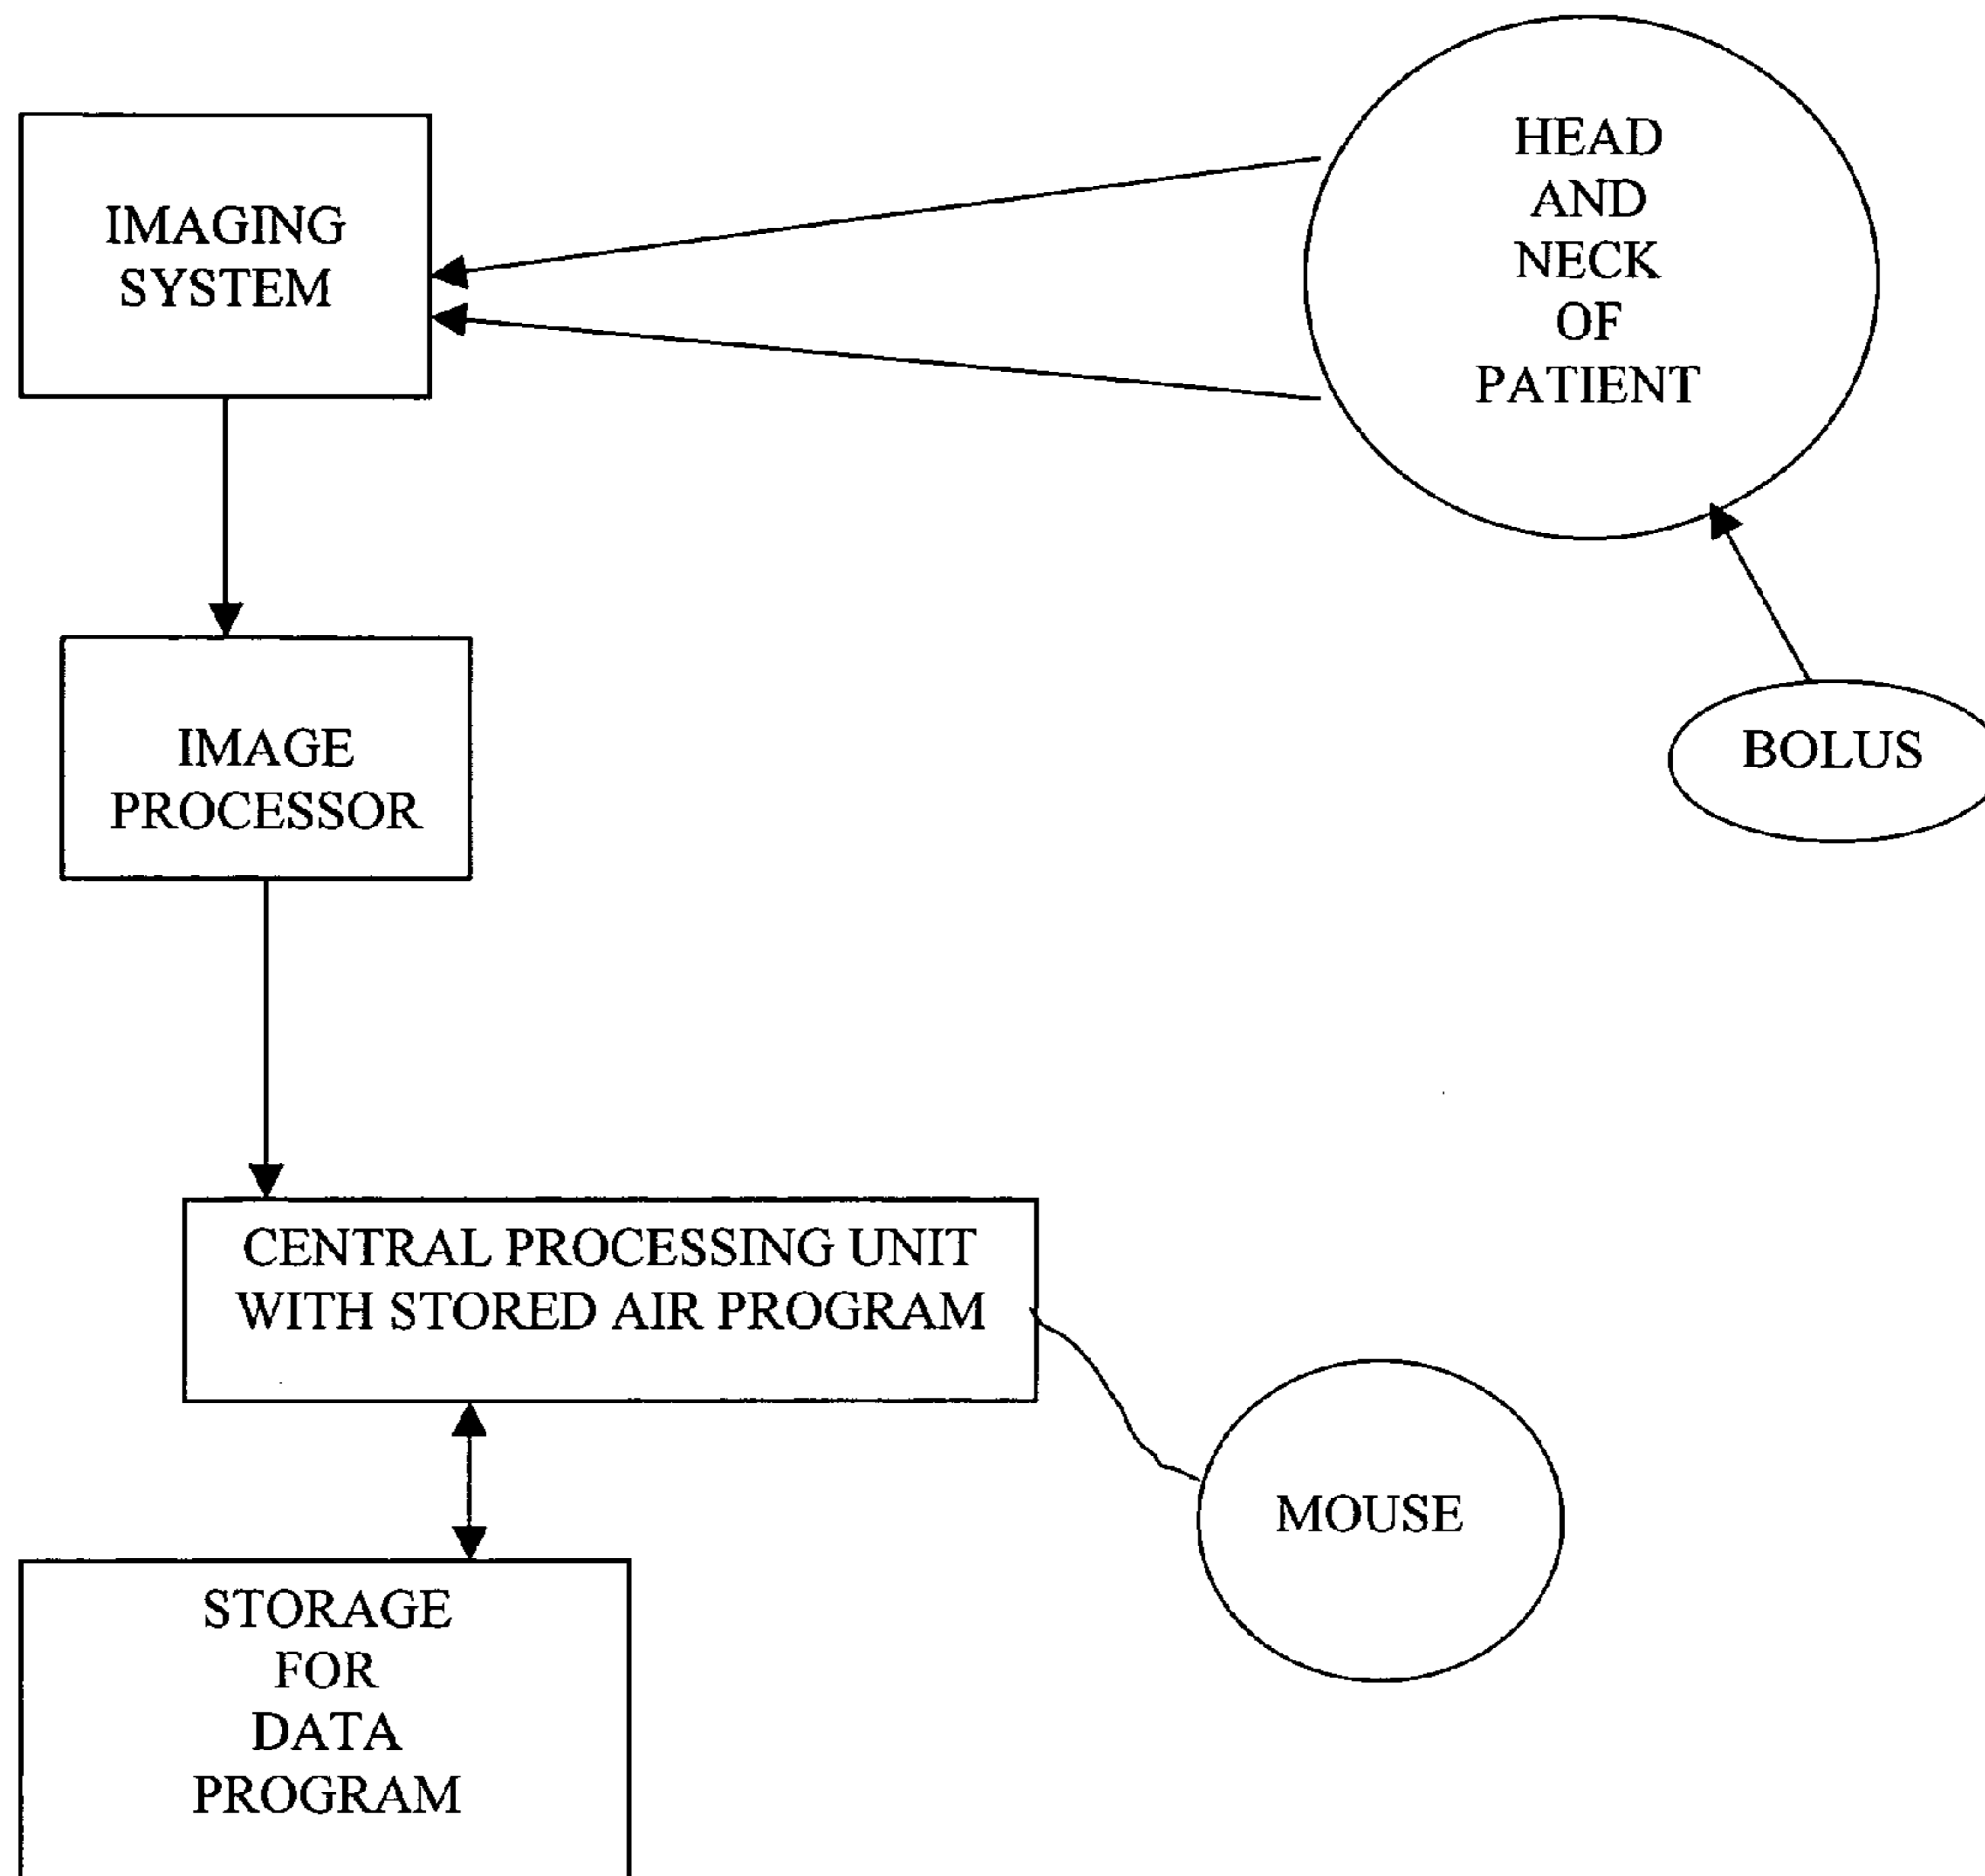 IMAGING
SYSTEM
HEAD
AND
NECK
OF
PATIENT
IMAGE
PROCESSOR
BOLUS
CENTRAL PROCESSING UNIT
WITH STORED AIR PROGRAM
MOUSE
STORAGE
FOR
DATA
PROGRAM